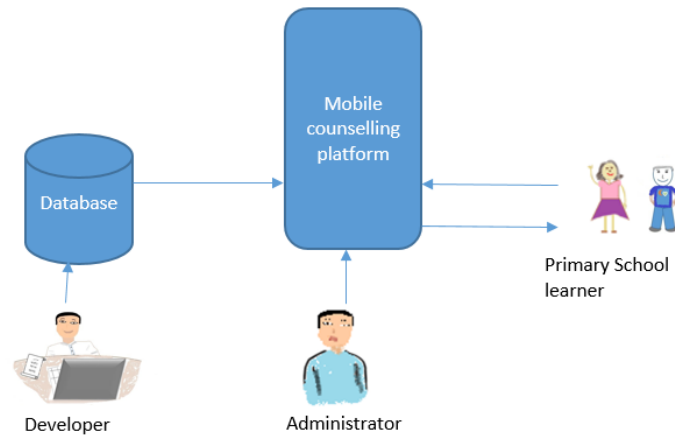 Mobile
counselling
platform
Database
Primary School
learner
Developer
Administrator